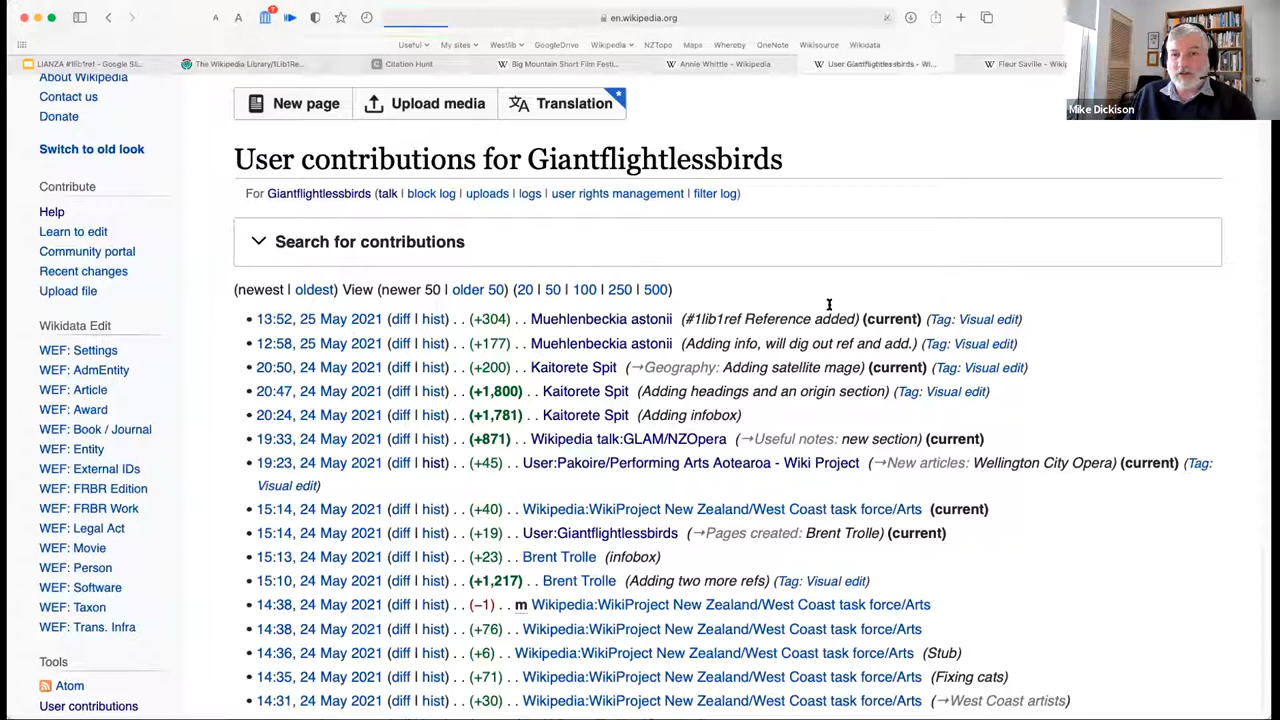 A A 7 en.wikipedia.org
Useful My sites Westlib GoogleDrive Wikipedia NZTopo Maps Whereby OneNote Wikisource Wikidata
LIANZA #1lib1ref - Google Sli... The Wikipedia Library/1Lib1Re... Citation Hunt Big Mountain Short Film Festi... Annie Whittle - Wikipedia User Giantflightlessbirds - Wi... Fleur Saville - Wikip
Mike Dickison
About Wikipedia
Contact us
Donate
Switch to old look
Contribute
Help
Learn to edit
Community portal
Recent changes
Upload file
Wikidata Edit
WEF: Settings
WEF: AdmEntity
WEF: Article
WEF: Award
WEF: Book / Journal
WEF: Entity
WEF: External IDs
WEF: FRBR Edition
WEF: FRBR Work
WEF: Legal Act
WEF: Movie
WEF: Person
WEF: Software
WEF: Taxon
WEF: Trans. Infra
Tools
Atom
User contributions
New page Upload media Translation
User contributions for Giantflightlessbirds
For Giantflightlessbirds (talk | block log | uploads | logs | user rights management | filter log)
Search for contributions
(newest | oldest) View (newer 50 | older 50) (20 | 50 | 100 | 250 | 500)
• 13:52, 25 May 2021 (diff | hist) . . (+304) . . Muehlenbeckia astonii (#1lib1ref Reference added) (current) (Tag: Visual edit)
• 12:58, 25 May 2021 (diff | hist) . . (+177) . . Muehlenbeckia astonii (Adding info, will dig out ref and add.) (Tag: Visual edit)
• 20:50, 24 May 2021 (diff | hist) . . (+200) . . Kaitorete Spit (→Geography: Adding satellite mage) (current) (Tag: Visual edit)
• 20:47, 24 May 2021 (diff | hist) . . (+1,800) . . Kaitorete Spit (Adding headings and an origin section) (Tag: Visual edit)
• 20:24, 24 May 2021 (diff | hist) . . (+1,781) . . Kaitorete Spit (Adding infobox)
• 19:33, 24 May 2021 (diff | hist) . . (+871) . . Wikipedia talk:GLAM/NZOpera (→Useful notes: new section) (current)
• 19:23, 24 May 2021 (diff | hist) . . (+45) . . User:Pakoire/Performing Arts Aotearoa - Wiki Project (→New articles: Wellington City Opera) (current) (Tag:
Visual edit)
• 15:14, 24 May 2021 (diff | hist) . . (+40) . . Wikipedia:WikiProject New Zealand/West Coast task force/Arts (current)
• 15:14, 24 May 2021 (diff | hist) . . (+19) . . User:Giantflightlessbirds (→Pages created: Brent Trolle) (current)
• 15:13, 24 May 2021 (diff | hist) . . (+23) . . Brent Trolle (infobox)
• 15:10, 24 May 2021 (diff | hist) . . (+1,217) . . Brent Trolle (Adding two more refs) (Tag: Visual edit)
• 14:38, 24 May 2021 (diff | hist) . . (−1) . . m Wikipedia:WikiProject New Zealand/West Coast task force/Arts
• 14:38, 24 May 2021 (diff | hist) . . (+76) . . Wikipedia:WikiProject New Zealand/West Coast task force/Arts
• 14:36, 24 May 2021 (diff | hist) . . (+6) . . Wikipedia:WikiProject New Zealand/West Coast task force/Arts (Stub)
• 14:35, 24 May 2021 (diff | hist) . . (+71) . . Wikipedia:WikiProject New Zealand/West Coast task force/Arts (Fixing cats)
• 14:31, 24 May 2021 (diff | hist) . . (+30) . . Wikipedia:WikiProject New Zealand/West Coast task force/Arts (→West Coast artists)